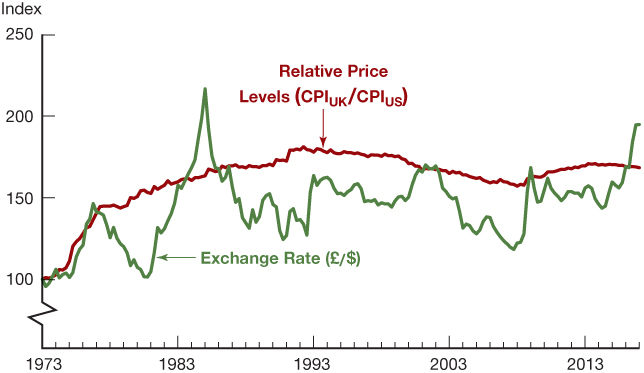 Index
250
200
150
100
Relative Price
Levels (CPIUK/CPIUS)
Exchange Rate (£/$)
1973 1983 1993 2003 2013